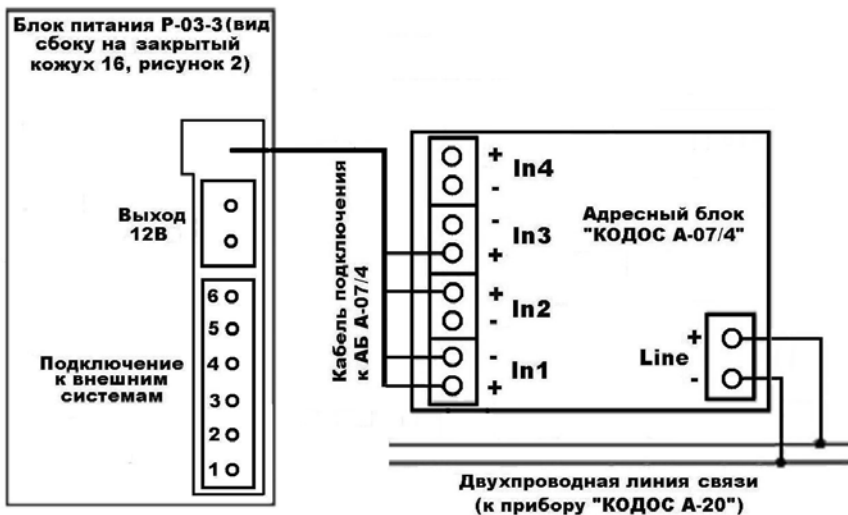 Блок питания Р-03-3(вид
сбоку на закрытый
кожух 16, рисунок 2)
Выход
12В
6
5
4
3
2
1
Подключение
к внешним
системам
Кабель подключения
к АБ А-07/4
+
-
In4
-
+
In3
+
-
In2
-
+
In1
Адресный блок
"КОДОС А-07/4"
Line
+
-
Двухпроводная линия связи
(к прибору "КОДОС А-20")